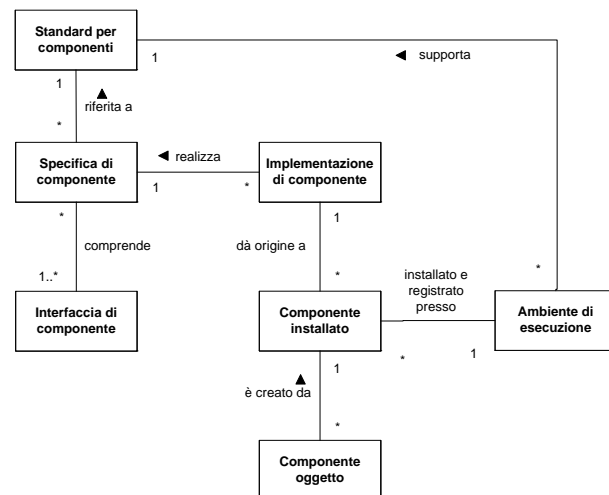 Standard per
componenti
1
◄ supporta
1
▲
riferita a
*
Specifica di
componente
◄ realizza
Implementazione
di componente
1
*
*
1
comprende
dà origine a
installato e
registrato
presso
1..*
*
*
Interfaccia di
componente
Componente
installato
Ambiente di
esecuzione
1
*
1
▲
è creato da
*
Componente
oggetto